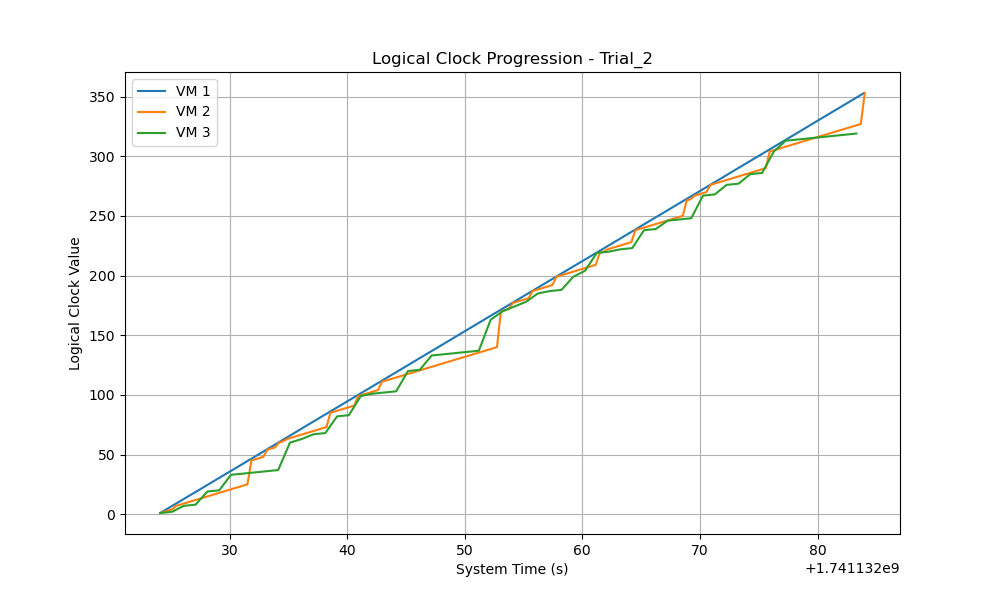 Logical Clock Progression - Trial_2
VM 1
VM 2
VM 3
350
300
250
200
150
100
50
0
Logical Clock Value
30 40 50 60 70 80
System Time (s)
+1.741132e9